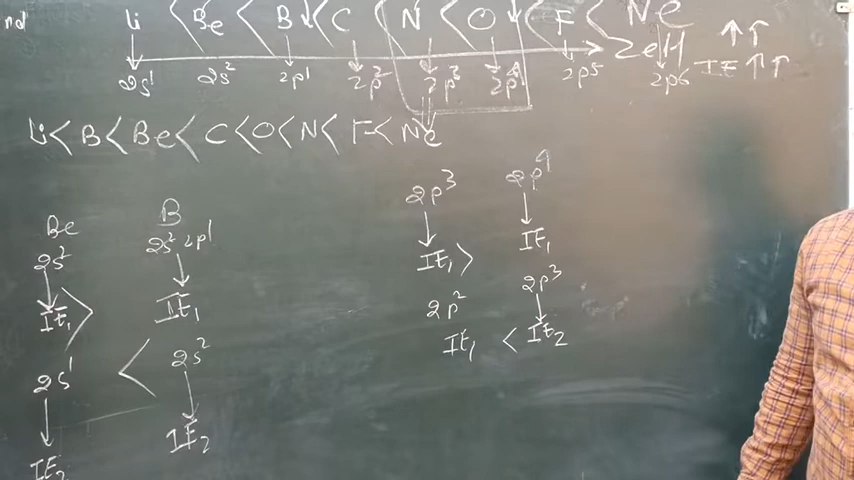 nd Li < Be < B < C < N < O < F < Ne
Zeff ↑↑
2s¹ 2s² 2p¹ 2p² 2p³ 2p⁴ 2p⁵ 2p⁶ IE ↑↑
Li < B < Be < C < O < N < F < Ne
2p³ 2p⁴
Be B
2s² 2s² 2p¹
IE₁ > IE₁
IE₁ > IE₁
2p² 2p³
IE₁ < IE₂
2s¹ < 2s²
IE₂ IE₂